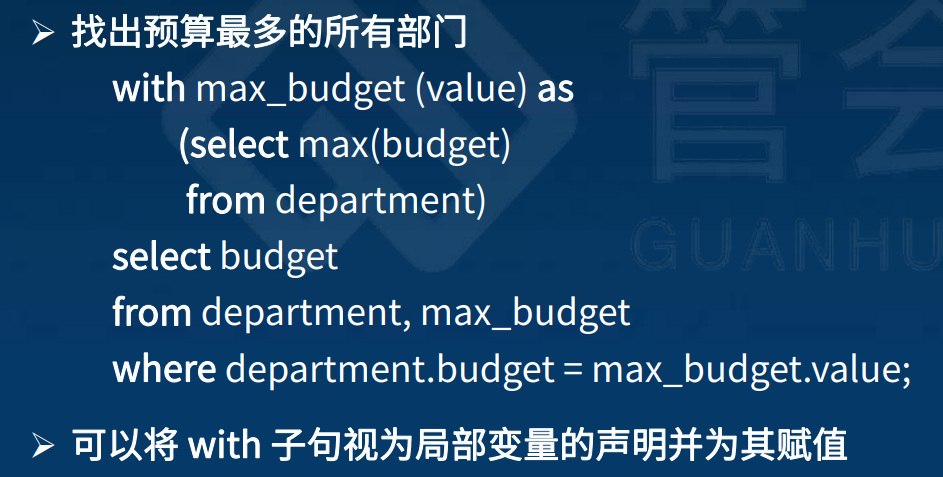 ➢ 找出预算最多的所有部门
with max_budget (value) as
(select max(budget)
from department)
select budget
from department, max_budget
where department.budget = max_budget.value;
➢ 可以将 with 子句视为局部变量的声明并为其赋值
管会
GUANHU